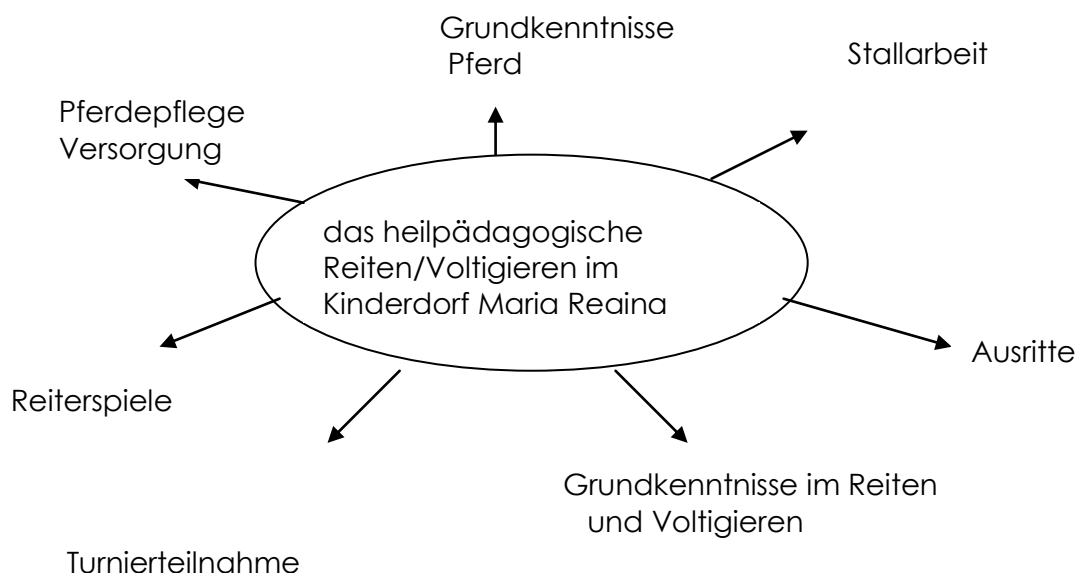 Grundkenntnisse
Pferd
Stallarbeit
Pferdepflege
Versorgung
das heilpädagogische
Reiten/Voltigieren im
Kinderdorf Maria Reaina
Ausritte
Reiterspiele
Grundkenntnisse im Reiten
und Voltigieren
Turnierteilnahme